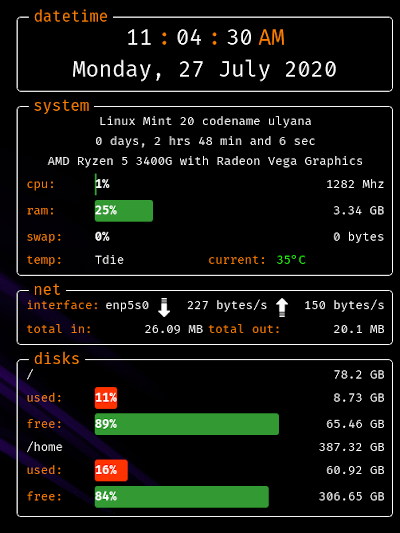 datetime
11 : 04 : 30 AM
Monday, 27 July 2020
system
Linux Mint 20 codename ulyana
0 days, 2 hrs 48 min and 6 sec
AMD Ryzen 5 3400G with Radeon Vega Graphics
cpu: 1% 1282 Mhz
ram: 25% 3.34 GB
swap: 0% 0 bytes
temp: Tdie current: 35°C
net
interface: enp5s0 227 bytes/s 150 bytes/s
total in: 26.09 MB total out: 20.1 MB
disks
/ 78.2 GB
used: 11% 8.73 GB
free: 89% 65.46 GB
/home 387.32 GB
used: 16% 60.92 GB
free: 84% 306.65 GB